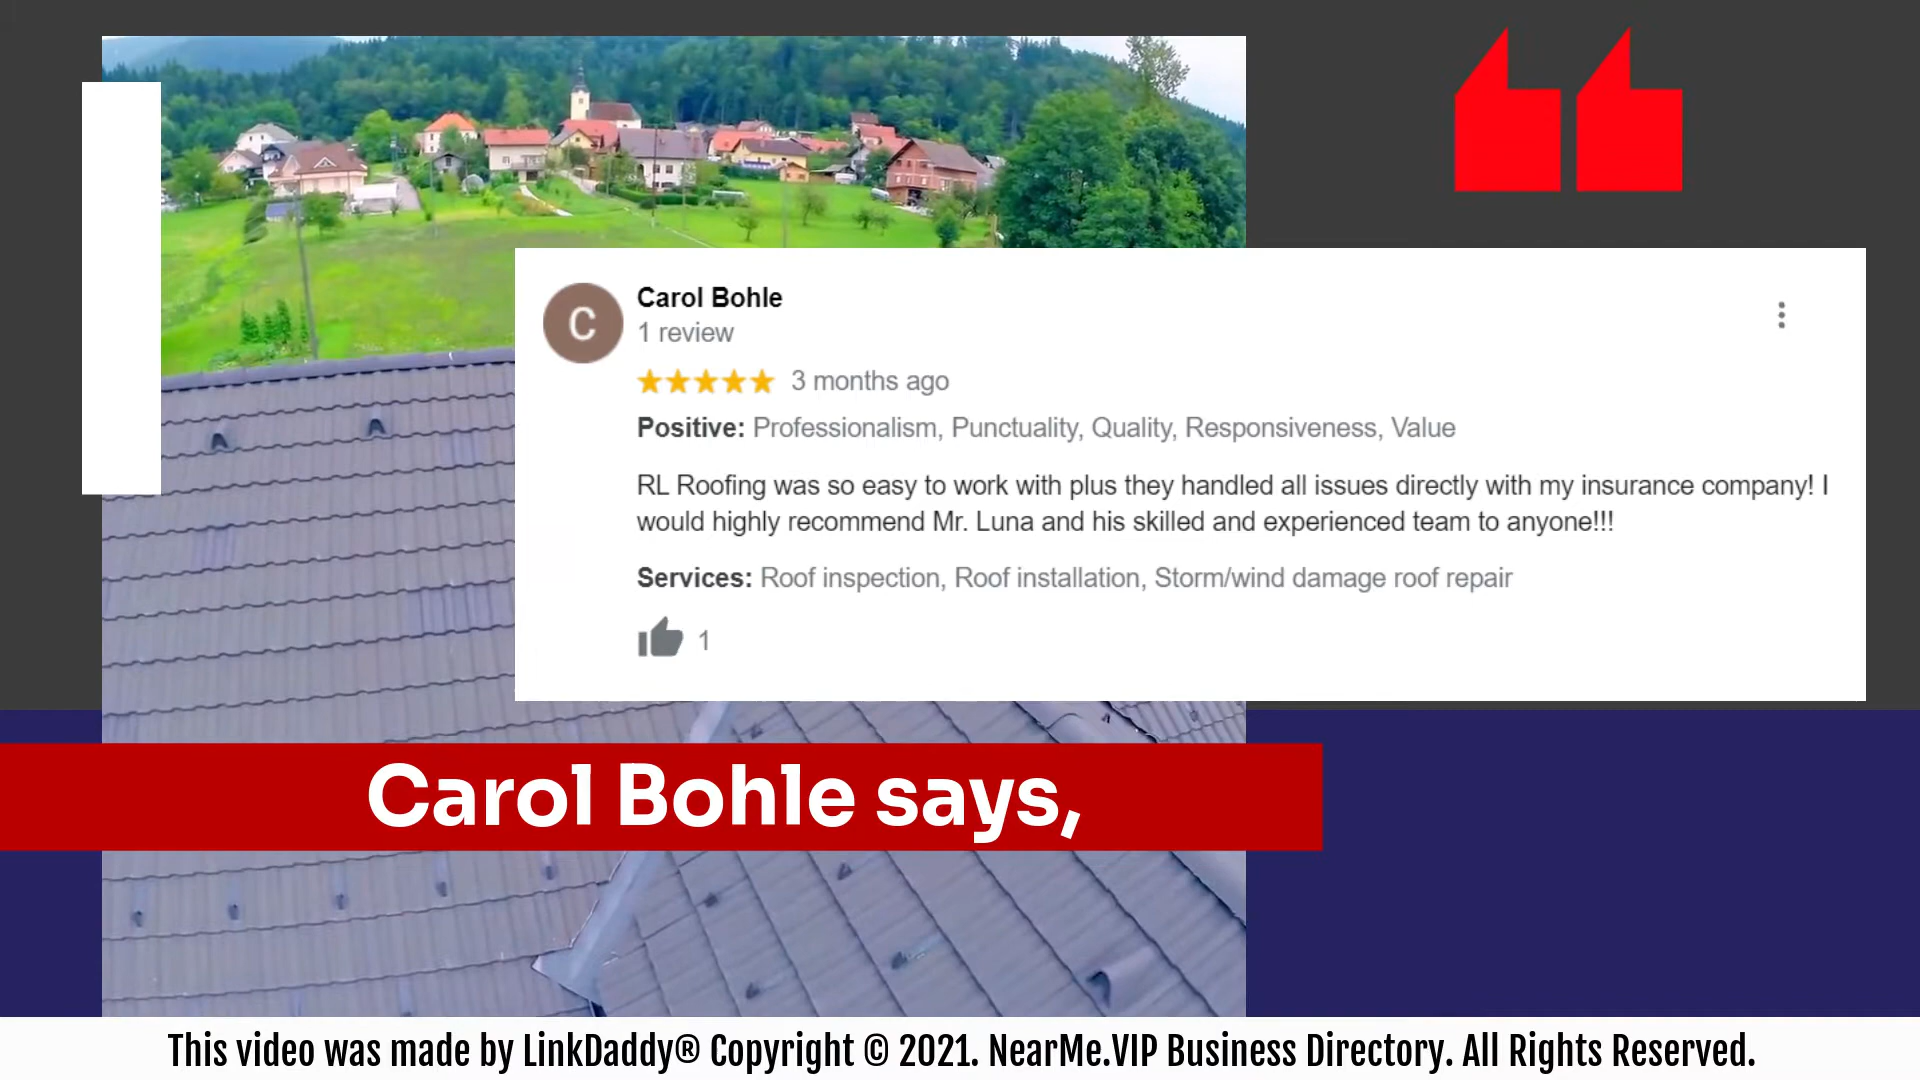 C
Carol Bohle
1 review
3 months ago
Positive: Professionalism, Punctuality, Quality, Responsiveness, Value
RL Roofing was so easy to work with plus they handled all issues directly with my insurance company! I
would highly recommend Mr. Luna and his skilled and experienced team to anyone!!!
Services: Roof inspection, Roof installation, Storm/wind damage roof repair
1
Carol Bohle says,
This video was made by LinkDaddy® Copyright © 2021. NearMe.VIP Business Directory. All Rights Reserved.